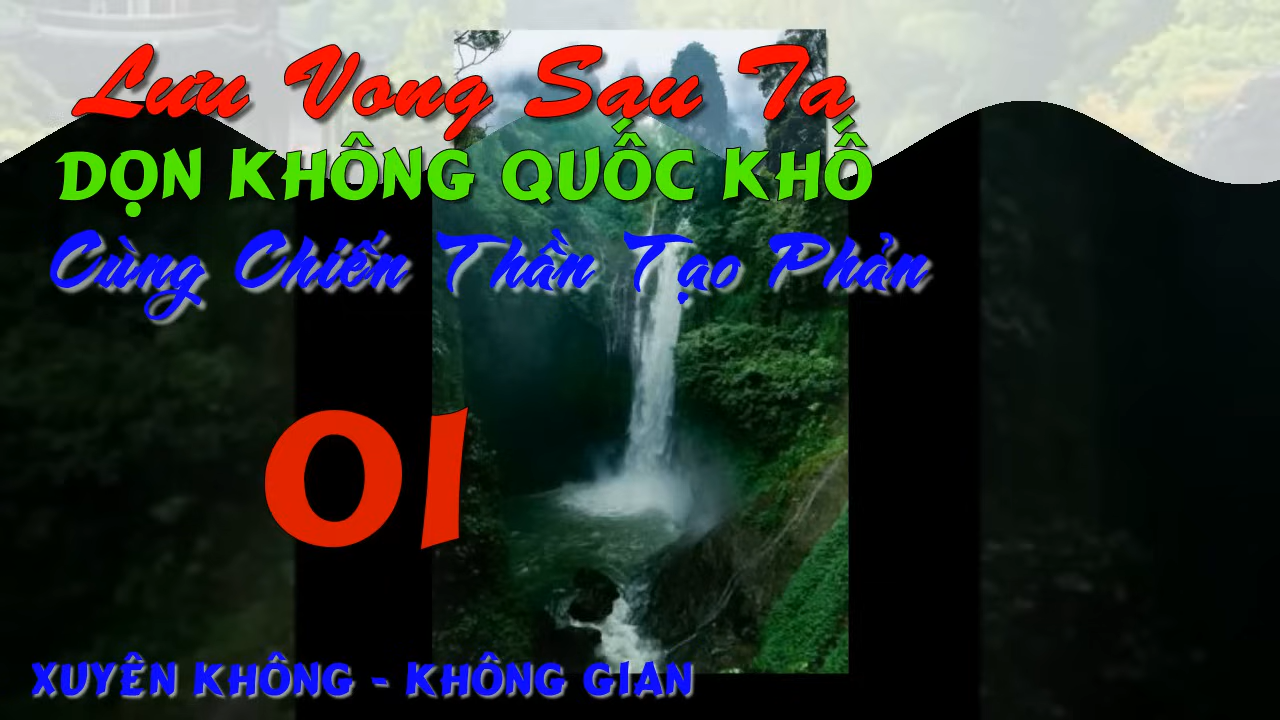 Lưu Vong Sau Ta
DỌN KHÔNG QUỐC KHỐ
Cùng Chiến Thần Tạo Phản
01
XUYÊN KHÔNG - KHÔNG GIAN